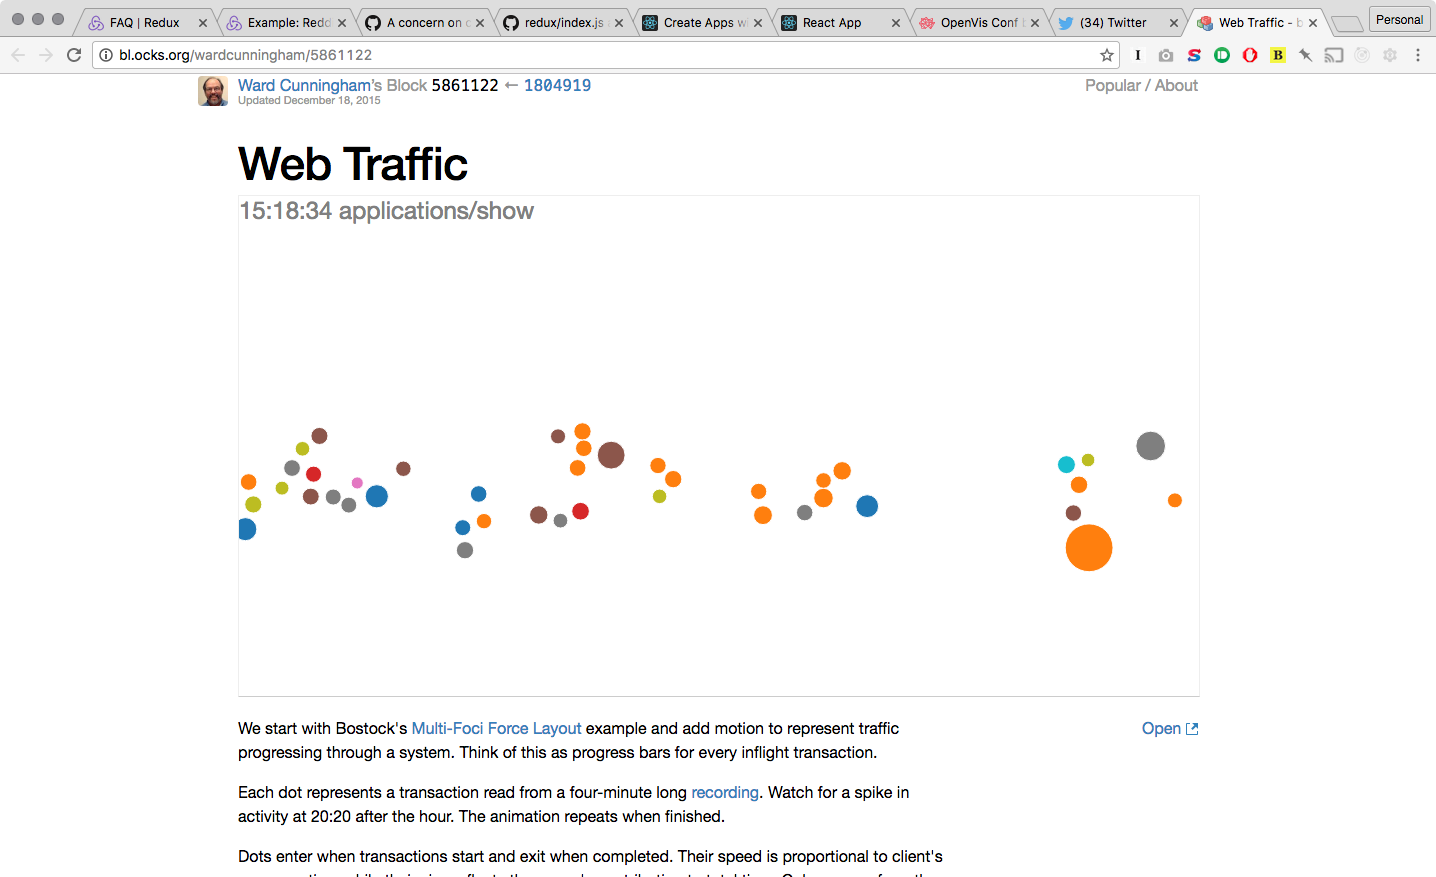 FAQ | Redux
Example: Redd
A concern on c
redux/index.js a
Create Apps w
React App
OpenVis Conf
(34) Twitter
Web Traffic - b
Personal
bl.ocks.org/wardcunningham/5861122
Ward Cunningham's Block 5861122 ← 1804919
Popular / About
Updated December 18, 2015
Web Traffic
15:18:34 applications/show
We start with Bostock's Multi-Foci Force Layout example and add motion to represent traffic
Open
progressing through a system. Think of this as progress bars for every inflight transaction.
Each dot represents a transaction read from a four-minute long recording. Watch for a spike in
activity at 20:20 after the hour. The animation repeats when finished.
Dots enter when transactions start and exit when completed. Their speed is proportional to client's